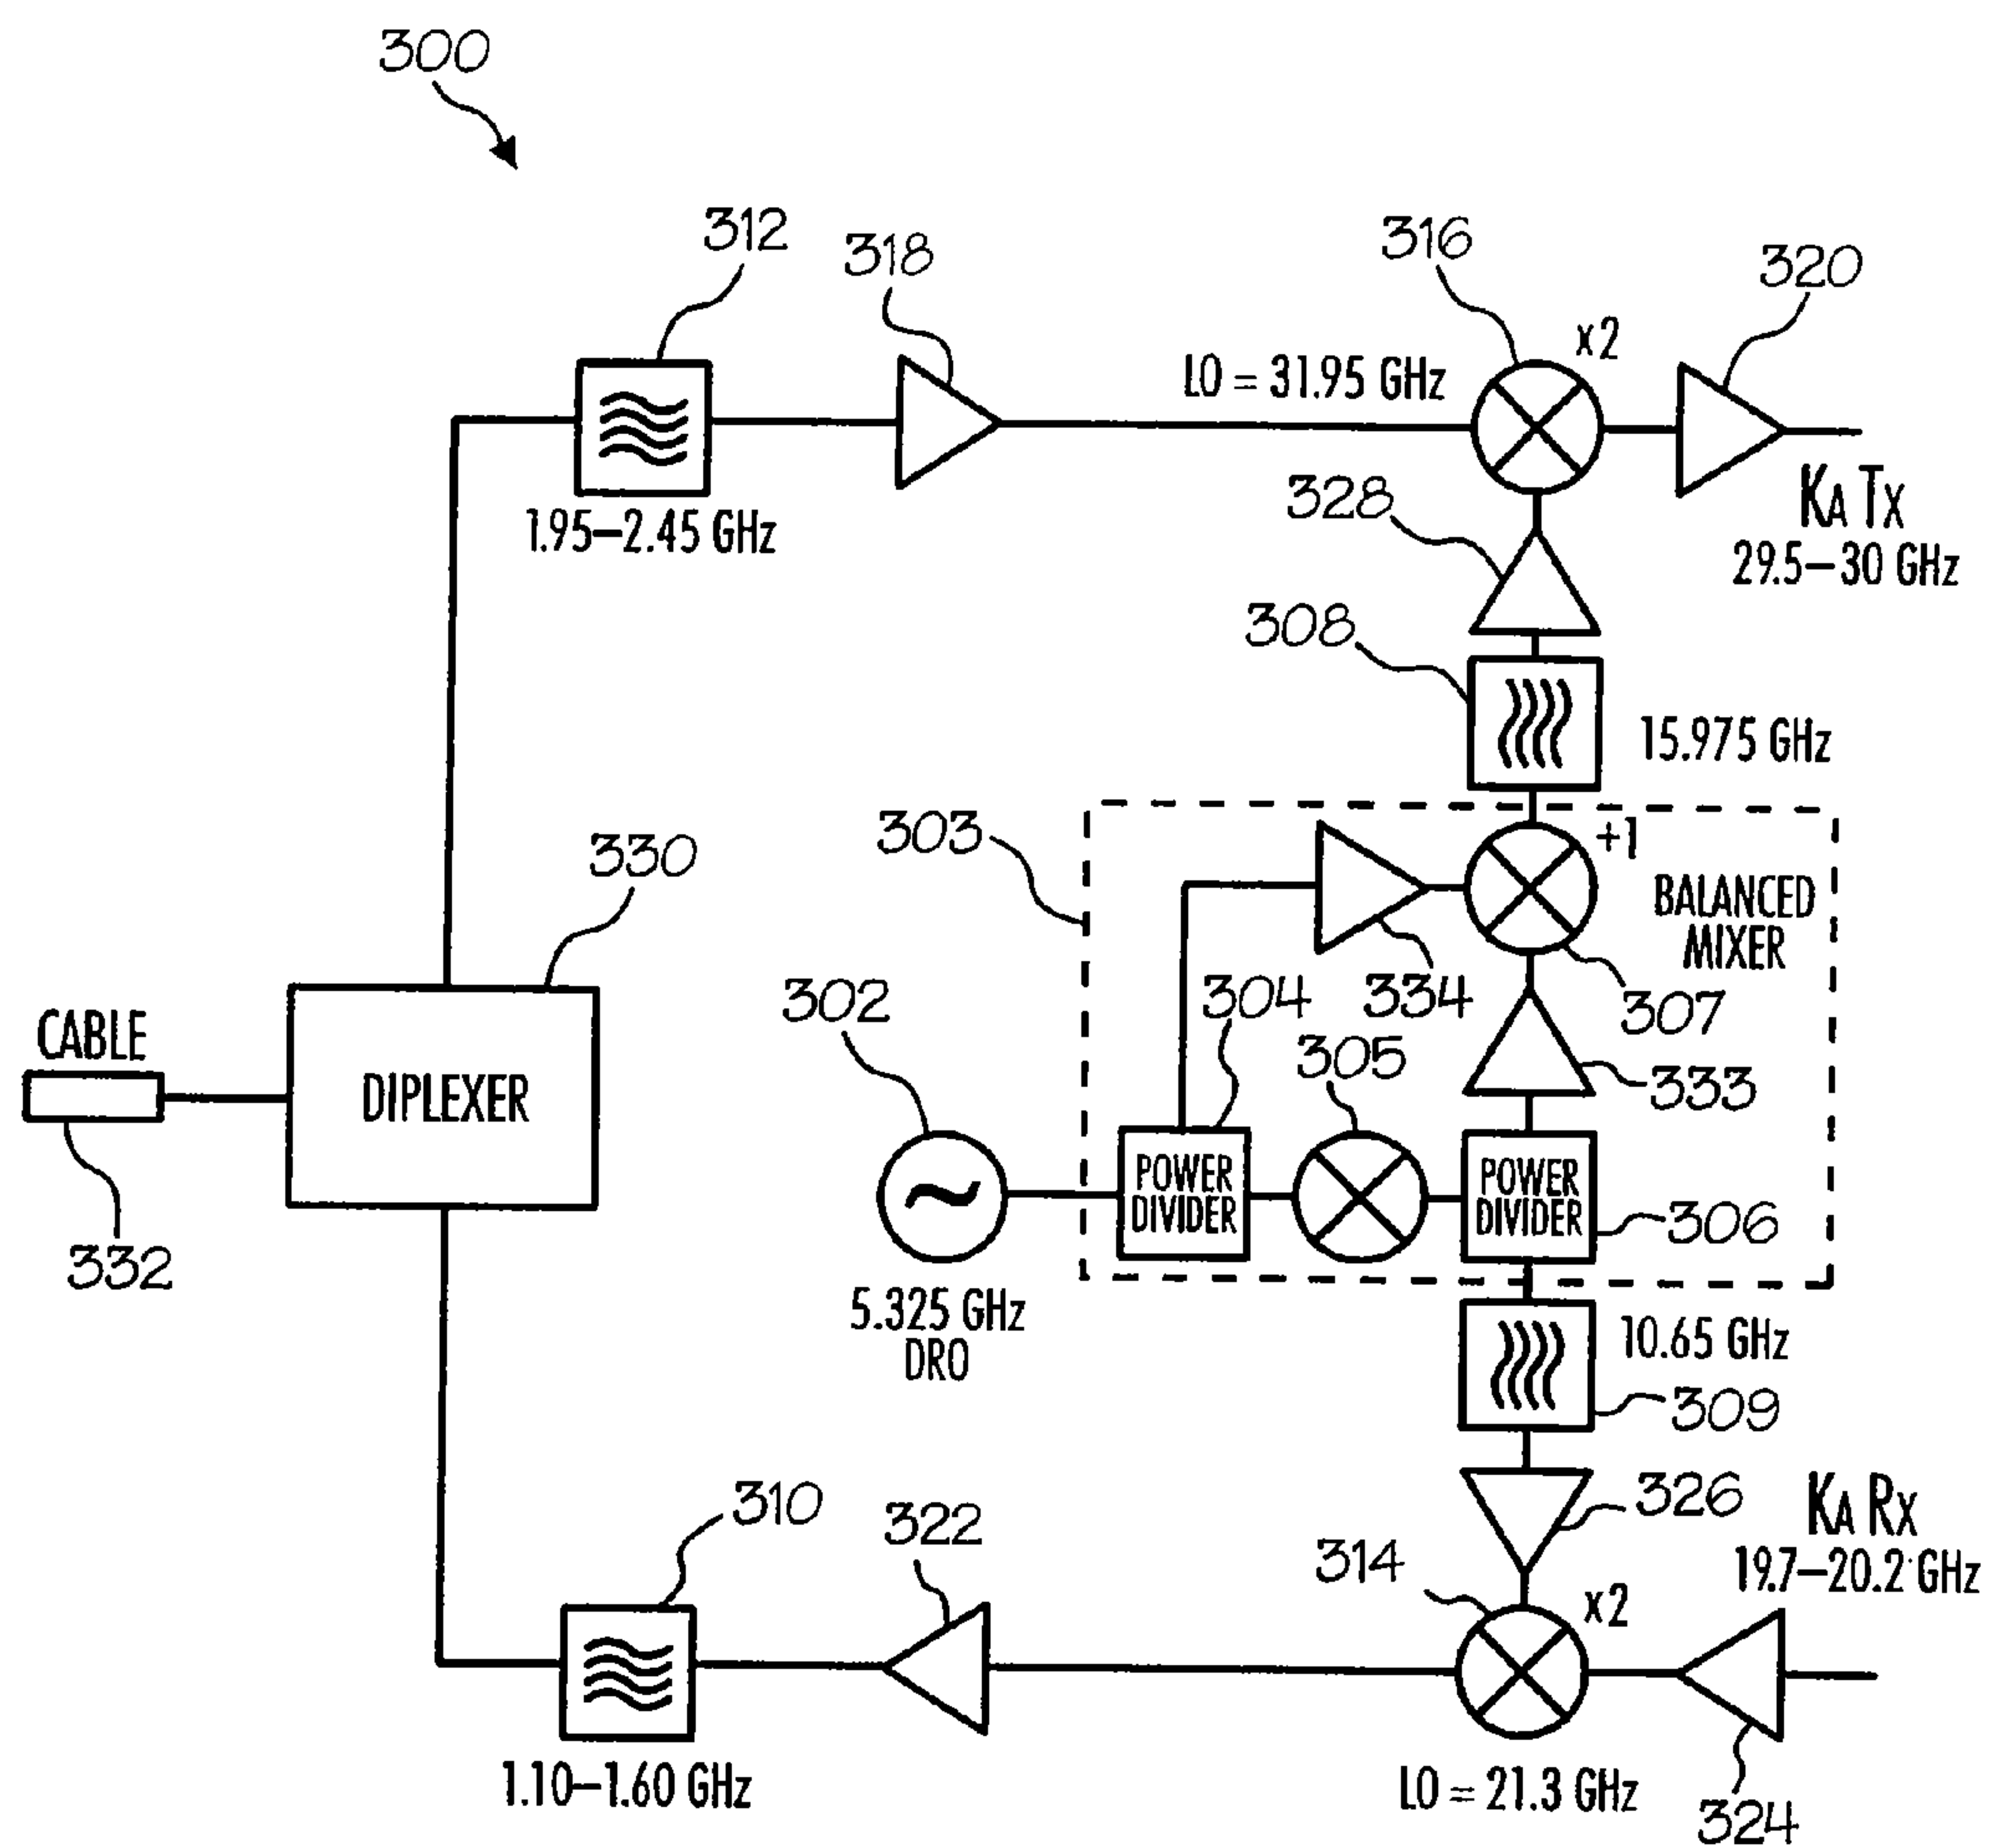 300
312
318
316
320
x2
LO = 31.95 GHz
1.95–2.45 GHz
328
KA TX
29.5–30 GHz
308
15.975 GHz
303
+1
BALANCED
MIXER
330
334
307
302
304
305
333
CABLE
DIPLEXER
POWER
DIVIDER
POWER
DIVIDER
306
332
5.325 GHz
DRO
10.65 GHz
309
310
322
326
KA RX
19.7–20.2 GHz
314
x2
1.10–1.60 GHz
LO = 21.3 GHz
324